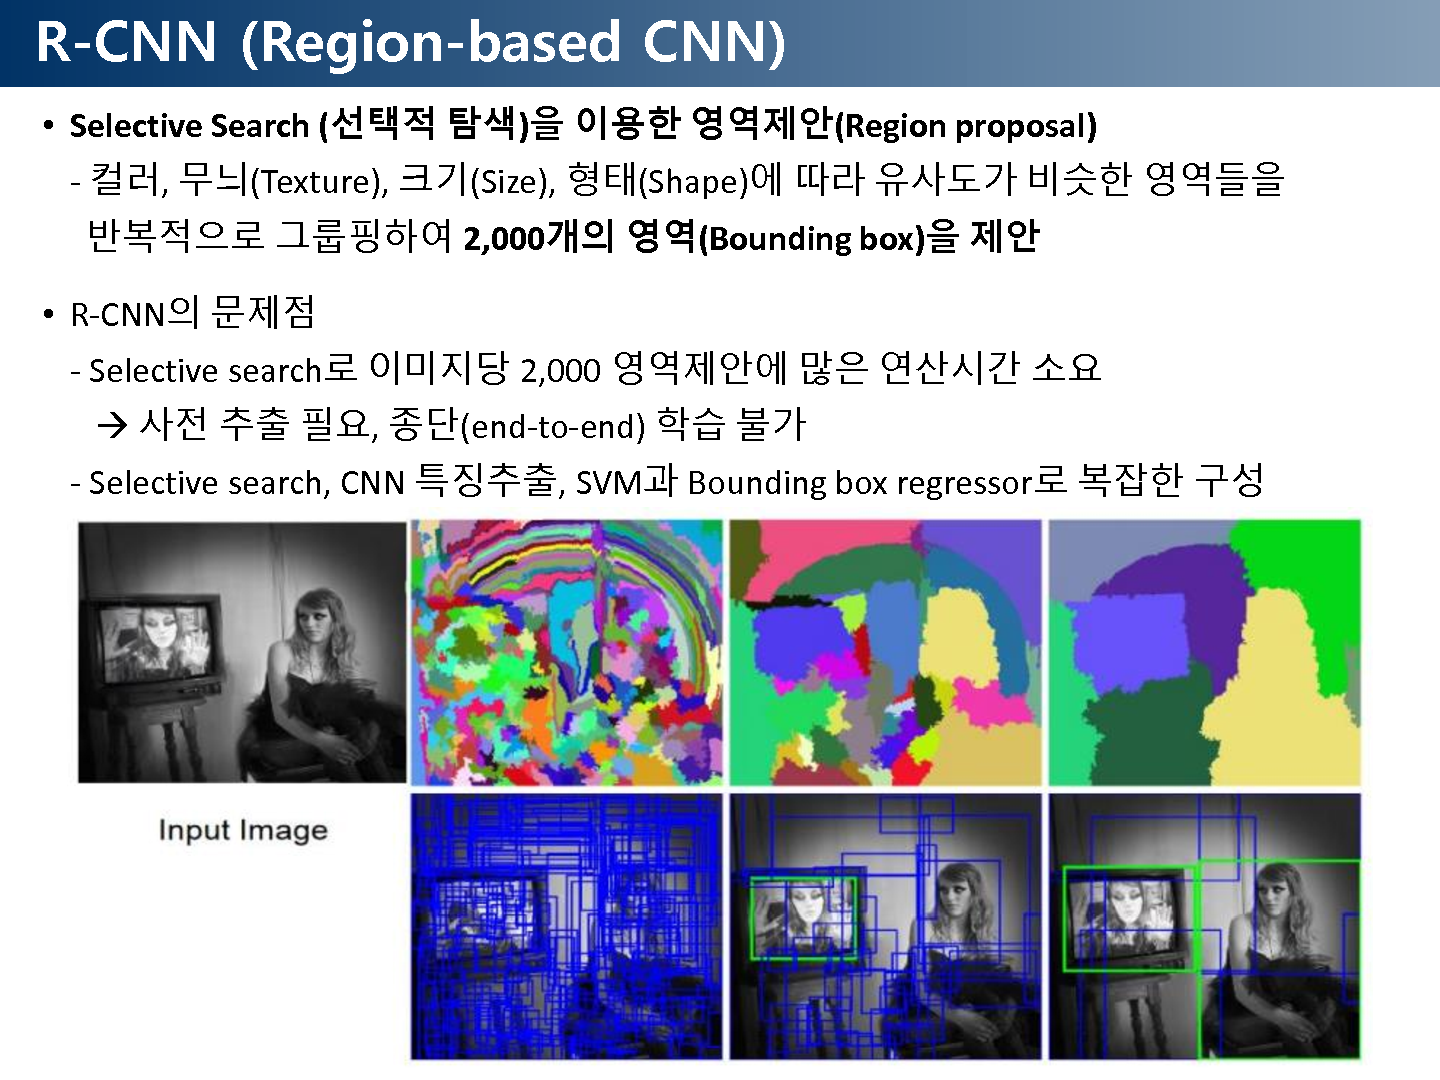 R-CNN (Region-based CNN)
• Selective Search (선택적 탐색)을 이용한 영역제안(Region proposal)
- 컬러, 무늬(Texture), 크기(Size), 형태(Shape)에 따라 유사도가 비슷한 영역들을
반복적으로 그룹핑하여 2,000개의 영역(Bounding box)을 제안
• R-CNN의 문제점
- Selective search로 이미지당 2,000 영역제안에 많은 연산시간 소요
→ 사전 추출 필요, 종단(end-to-end) 학습 불가
- Selective search, CNN 특징추출, SVM과 Bounding box regressor로 복잡한 구성
Input Image